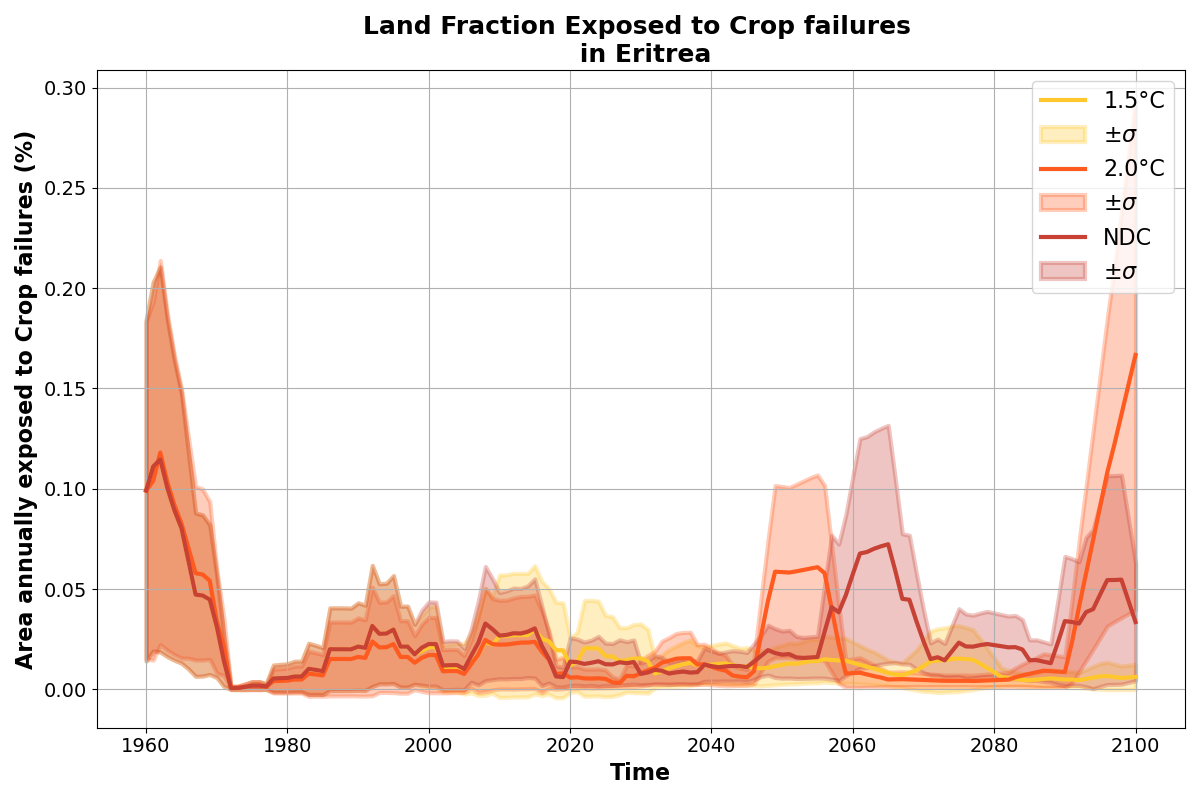 Land Fraction Exposed to Crop failures
in Eritrea
Area annually exposed to Crop failures (%)
0.30
0.25
0.20
0.15
0.10
0.05
0.00
1.5°C
±σ
2.0°C
±σ
NDC
±σ
1960
1980
2000
2020
2040
2060
2080
2100
Time